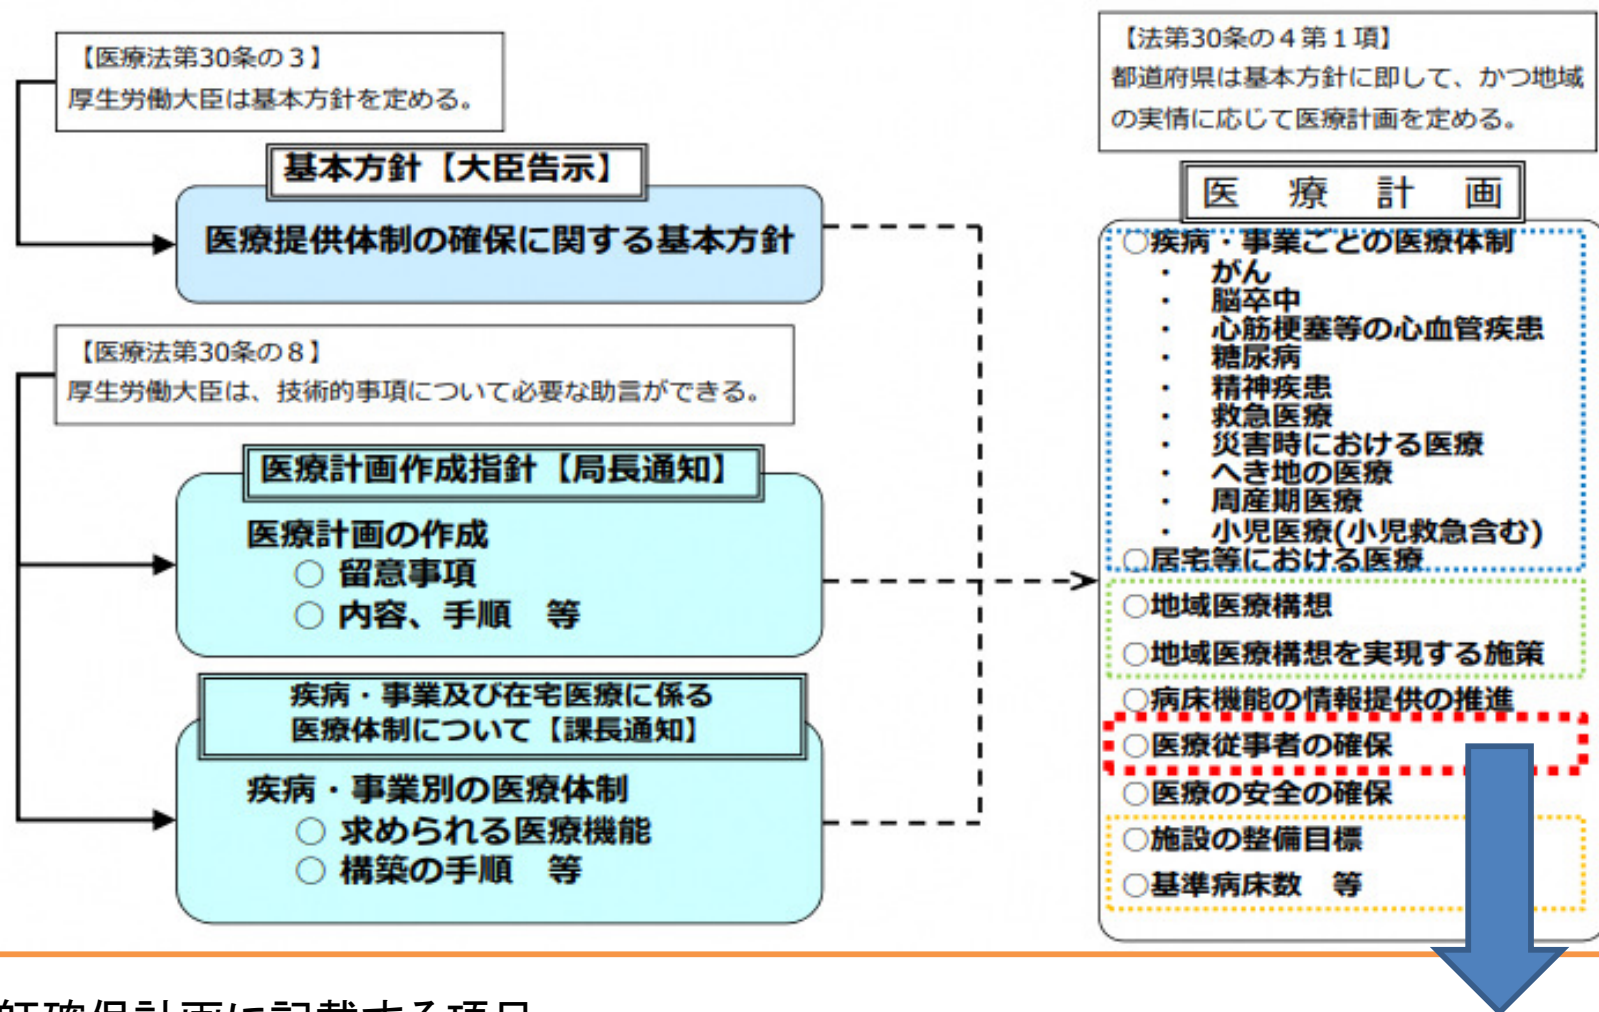 【医療法第30条の３】
厚生労働大臣は基本方針を定める。
基本方針【大臣告示】
医療提供体制の確保に関する基本方針
【医療法第30条の８】
厚生労働大臣は、技術的事項について必要な助言ができる。
医療計画作成指針【局長通知】
医療計画の作成
○ 留意事項
○ 内容、手順　等
疾病・事業及び在宅医療に係る
医療体制について【課長通知】
疾病・事業別の医療体制
○ 求められる医療機能
○ 構築の手順　等
【法第30条の４第１項】
都道府県は基本方針に即して、かつ地域
の実情に応じて医療計画を定める。
医　療　計　画
○疾病・事業ごとの医療体制
・　がん
・　脳卒中
・　心筋梗塞等の心血管疾患
・　糖尿病
・　精神疾患
・　救急医療
・　災害時における医療
・　へき地の医療
・　周産期医療
・　小児医療(小児救急含む)
○居宅等における医療
○地域医療構想
○地域医療構想を実現する施策
○病床機能の情報提供の推進
○医療従事者の確保
○医療の安全の確保
○施設の整備目標
○基準病床数　等
師確保計画に記載する項目